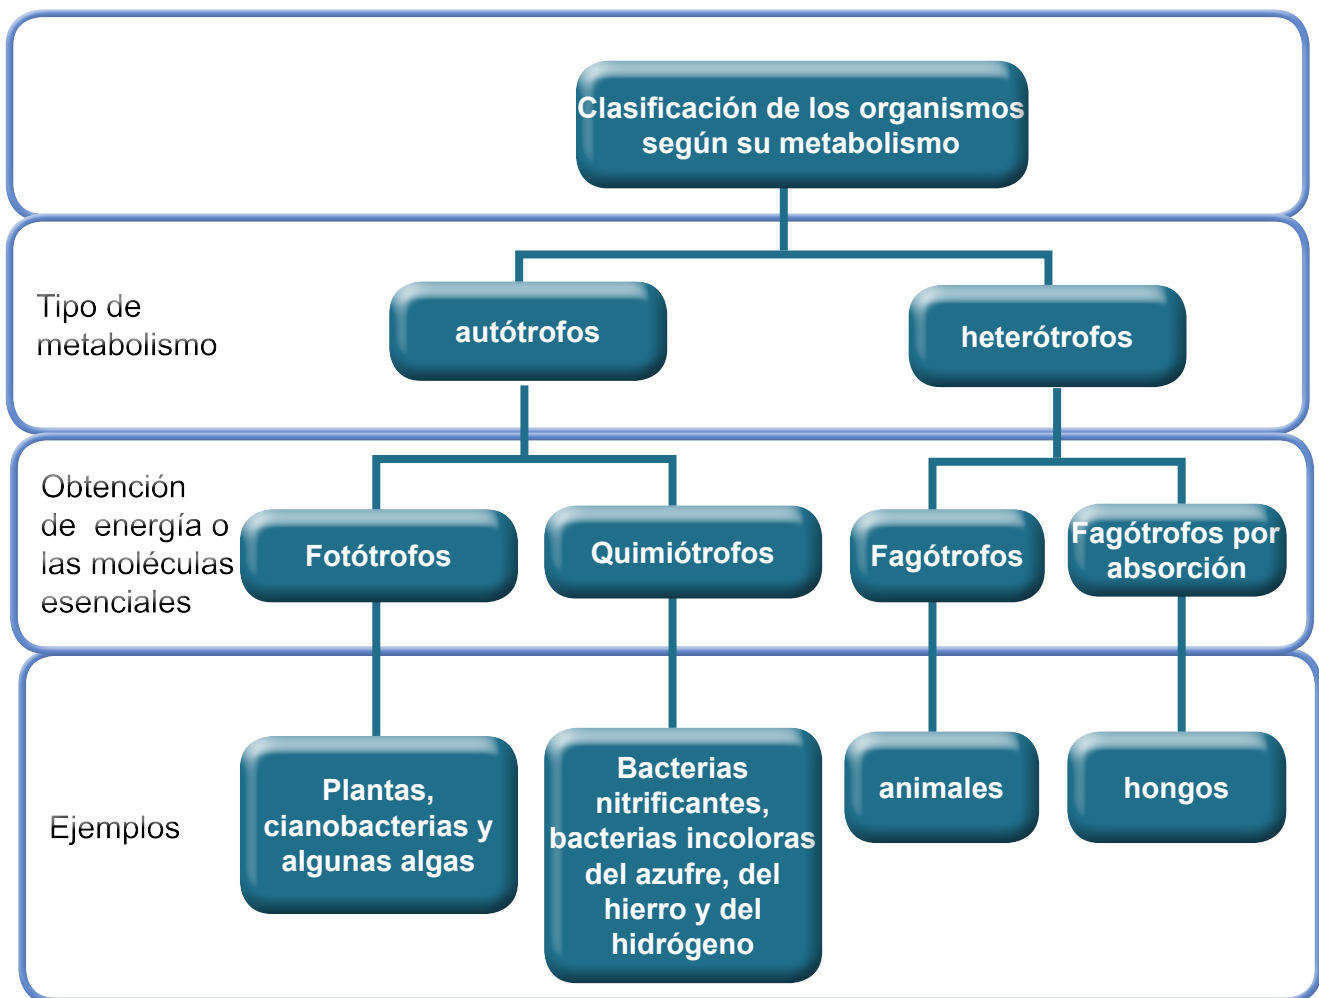 Clasificación de los organismos
según su metabolismo
Tipo de
metabolismo
autótrofos
heterótrofos
Obtención
de energía o
las moléculas
esenciales
Fotótrofos
Quimiótrofos
Fagótrofos
Fagótrofos por
absorción
Ejemplos
Plantas,
cianobacterias y
algunas algas
Bacterias
nitrificantes,
bacterias incoloras
del azufre, del
hierro y del
hidrógeno
animales
hongos